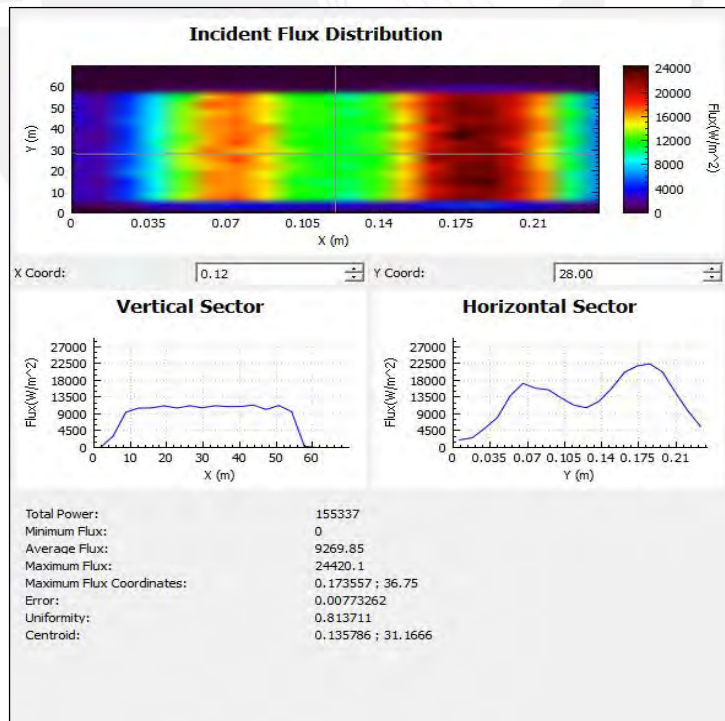 Incident Flux Distribution
60
50
40
30
20
10
0
Y (m)
0 0.035 0.07 0.105 0.14 0.175 0.21
X (m)
24000
20000
16000
12000
8000
4000
0
Flux(W/m^2)
X Coord: 0.12 Y Coord: 28.00
Vertical Sector
27000
22500
18000
13500
9000
4500
0
Flux(W/m^2)
0 10 20 30 40 50 60
X (m)
Horizontal Sector
27000
22500
18000
13500
9000
4500
0
Flux(W/m^2)
0 0.035 0.07 0.105 0.14 0.175 0.21
Y (m)
Total Power: 155337
Minimum Flux: 0
Average Flux: 9269.85
Maximum Flux: 24420.1
Maximum Flux Coordinates: 0.173557 ; 36.75
Error: 0.00773262
Uniformity: 0.813711
Centroid: 0.135786 ; 31.1666